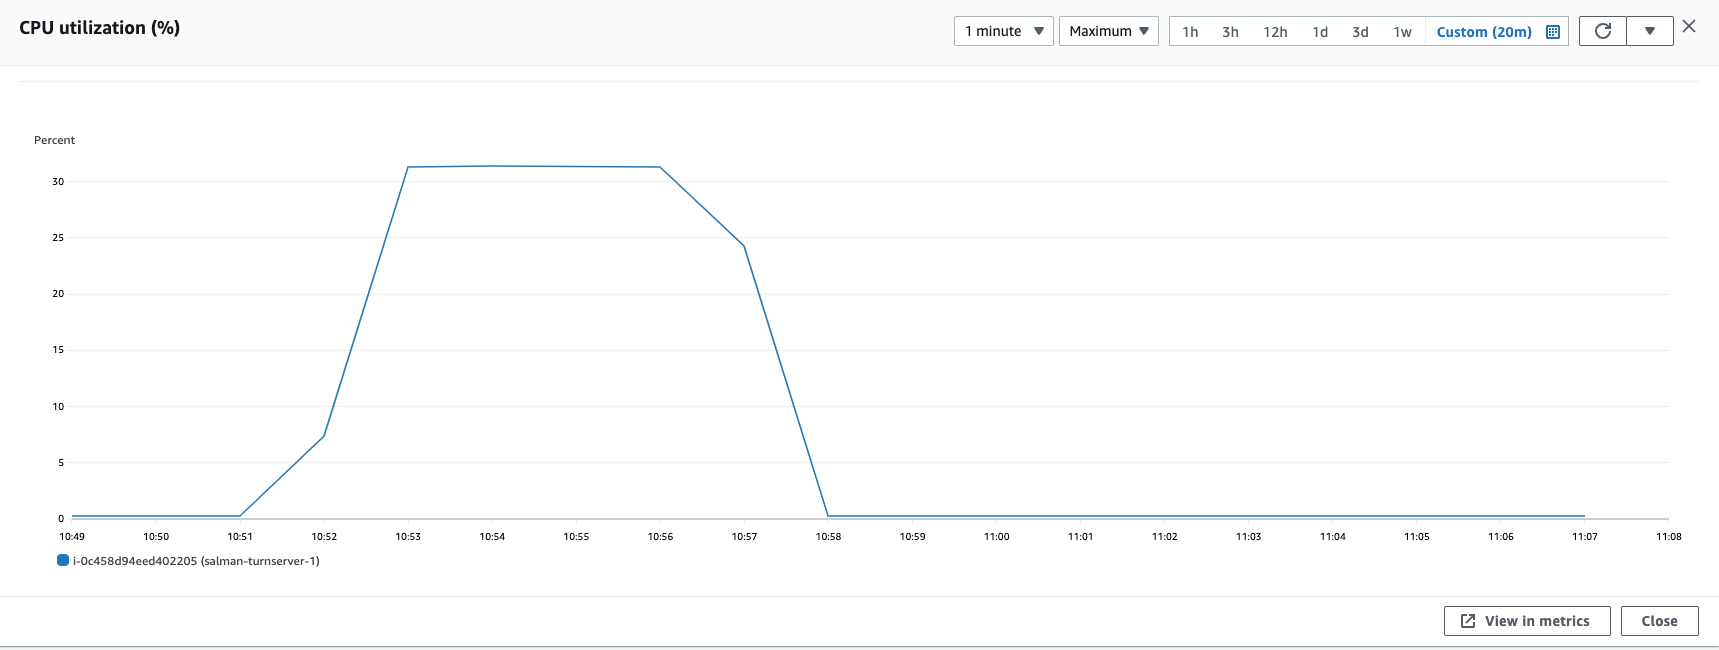 CPU utilization (%)
1 minute Maximum 1h 3h 12h 1d 3d 1w Custom (20m)
Percent
30
25
20
15
10
5
0
10:49 10:50 10:51 10:52 10:53 10:54 10:55 10:56 10:57 10:58 10:59 11:00 11:01 11:02 11:03 11:04 11:05 11:06 11:07 11:08
i-0c458d94eed402205 (salman-turnserver-1)
View in metrics Close